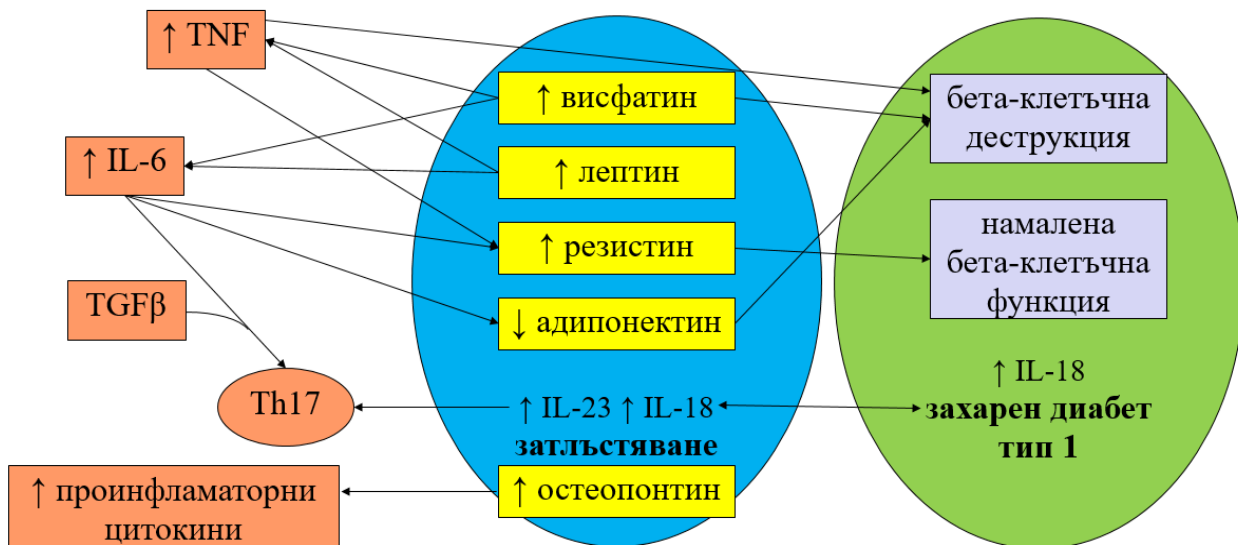 ↑ TNF
↑ IL-6
TGFβ
Th17
↑ проинфламаторни
цитокини
↑ висфатин
↑ лептин
↑ резистин
↓ адипонектин
↑ IL-23 ↑ IL-18
затлъстяване
↑ остеопонтин
бета-клетъчна
деструкция
намалена
бета-клетъчна
функция
↑ IL-18
захарен диабет
тип 1